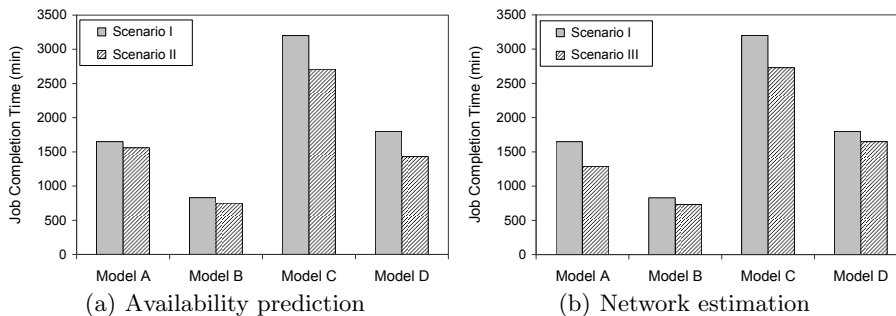 Job Completion Time (min)
3500
3000
2500
2000
1500
1000
500
0
Scenario I
Scenario II
Model A Model B Model C Model D
(a) Availability prediction
Job Completion Time (min)
3500
3000
2500
2000
1500
1000
500
0
Scenario I
Scenario III
Model A Model B Model C Model D
(b) Network estimation